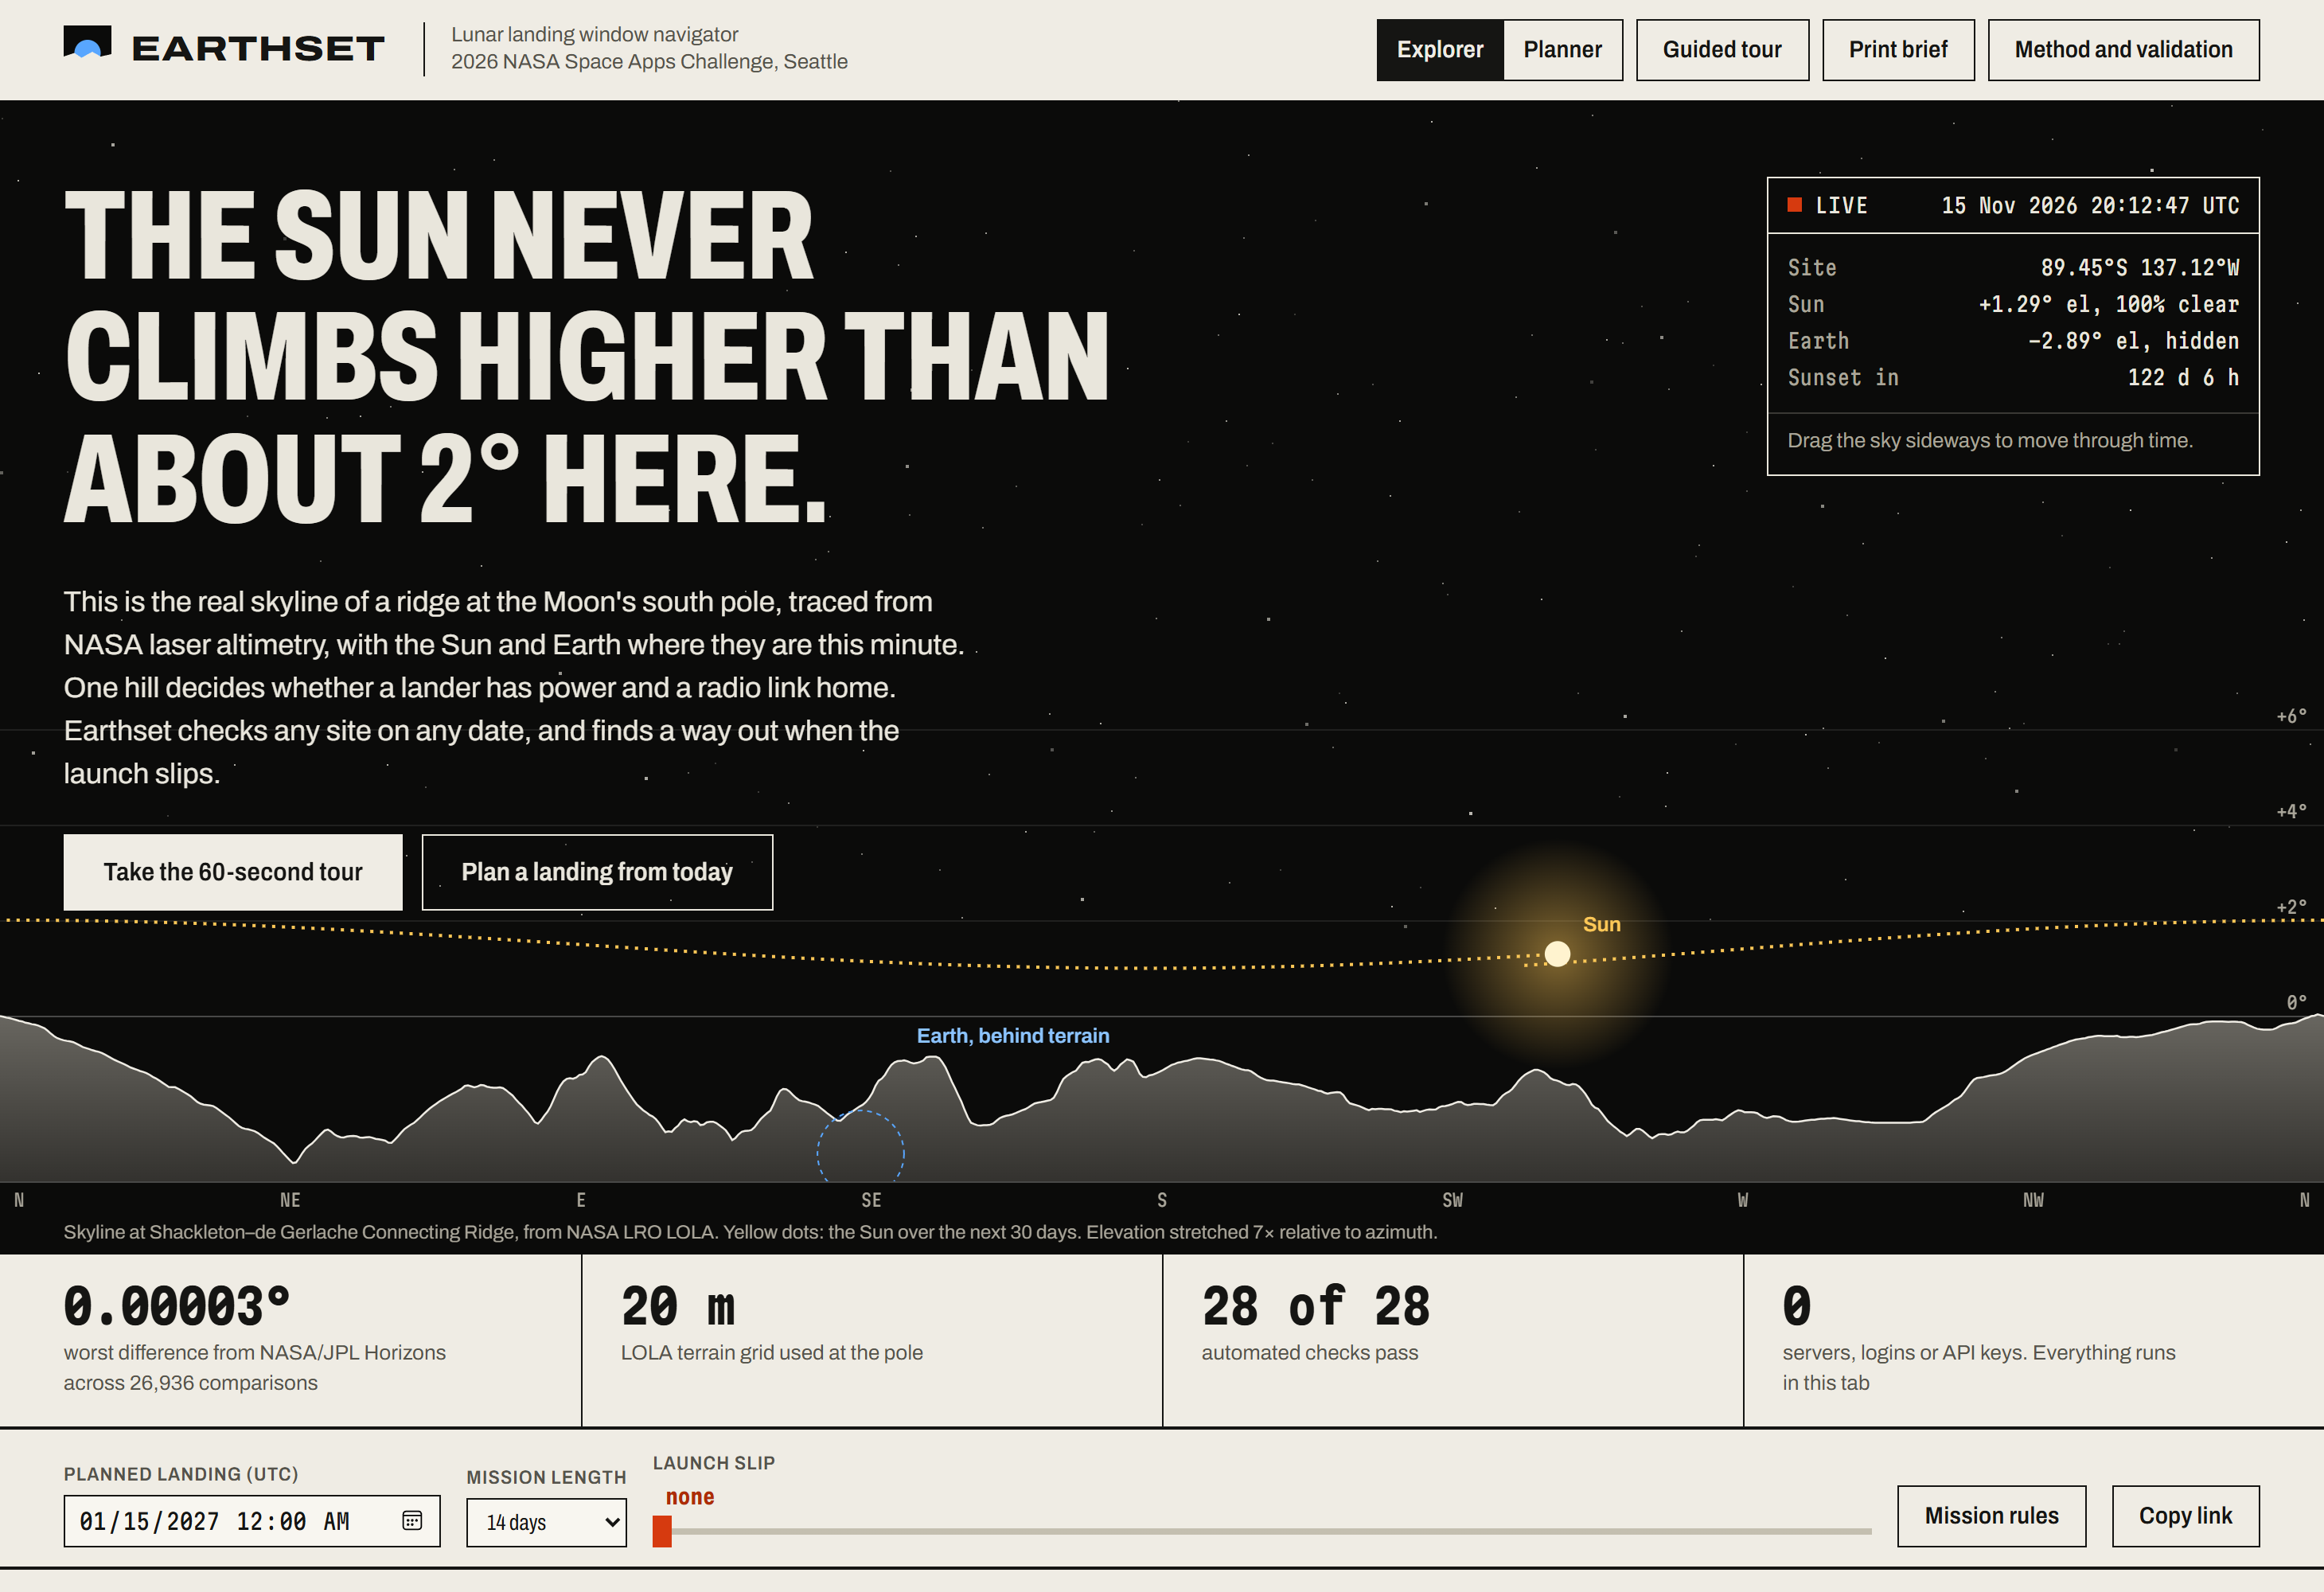 EARTHSET
Lunar landing window navigator
2026 NASA Space Apps Challenge, Seattle
Explorer
Planner
Guided tour
Print brief
Method and validation
THE SUN NEVER
CLIMBS HIGHER THAN
ABOUT 2° HERE.
LIVE 15 Nov 2026 20:12:47 UTC
Site 89.45°S 137.12°W
Sun +1.29° el, 100% clear
Earth −2.89° el, hidden
Sunset in 122 d 6 h
Drag the sky sideways to move through time.
This is the real skyline of a ridge at the Moon's south pole, traced from
NASA laser altimetry, with the Sun and Earth where they are this minute.
One hill decides whether a lander has power and a radio link home.
Earthset checks any site on any date, and finds a way out when the
launch slips.
Take the 60-second tour
Plan a landing from today
+6°
+4°
+2°
0°
Sun
Earth, behind terrain
N NE E SE S SW W NW N
Skyline at Shackleton–de Gerlache Connecting Ridge, from NASA LRO LOLA. Yellow dots: the Sun over the next 30 days. Elevation stretched 7× relative to azimuth.
0.00003°
worst difference from NASA/JPL Horizons
across 26,936 comparisons
20 m
LOLA terrain grid used at the pole
28 of 28
automated checks pass
0
servers, logins or API keys. Everything runs
in this tab
PLANNED LANDING (UTC)
01/15/2027 12:00 AM
MISSION LENGTH
14 days
LAUNCH SLIP
none
Mission rules
Copy link